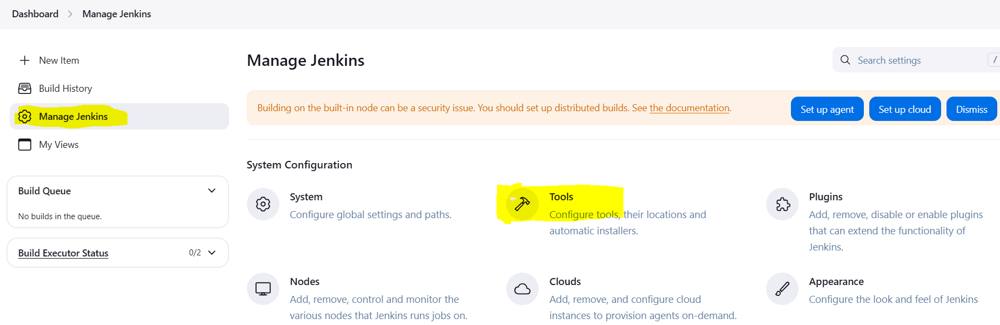 Dashboard > Manage Jenkins
New Item
Build History
Manage Jenkins
My Views
Build Queue
No builds in the queue.
Build Executor Status 0/2
Manage Jenkins
Search settings /
Building on the built-in node can be a security issue. You should set up distributed builds. See the documentation.
Set up agent Set up cloud Dismiss
System Configuration
System
Configure global settings and paths.
Tools
Configure tools, their locations and
automatic installers.
Plugins
Add, remove, disable or enable plugins
that can extend the functionality of
Jenkins.
Nodes
Add, remove, control and monitor the
various nodes that Jenkins runs jobs on.
Clouds
Add, remove, and configure cloud
instances to provision agents on-demand.
Appearance
Configure the look and feel of Jenkins